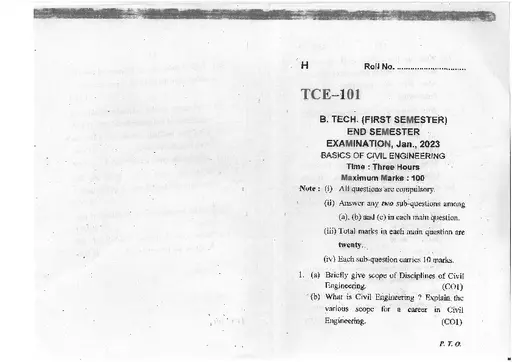 H Roll No. ..............................
TCE–101
B. TECH. (FIRST SEMESTER)
END SEMESTER
EXAMINATION, Jan., 2023
BASICS OF CIVIL ENGINEERING
Time : Three Hours
Maximum Marks : 100
Note : (i) All questions are compulsory.
(ii) Answer any two sub-questions among
(a), (b) and (c) in each main question.
(iii) Total marks in each main question are
twenty.
(iv) Each sub-question carries 10 marks.
1. (a) Briefly give scope of Disciplines of Civil
Engineering. (CO1)
(b) What is Civil Engineering ? Explain the
various scope for a career in Civil
Engineering. (CO1)
P. T. O.